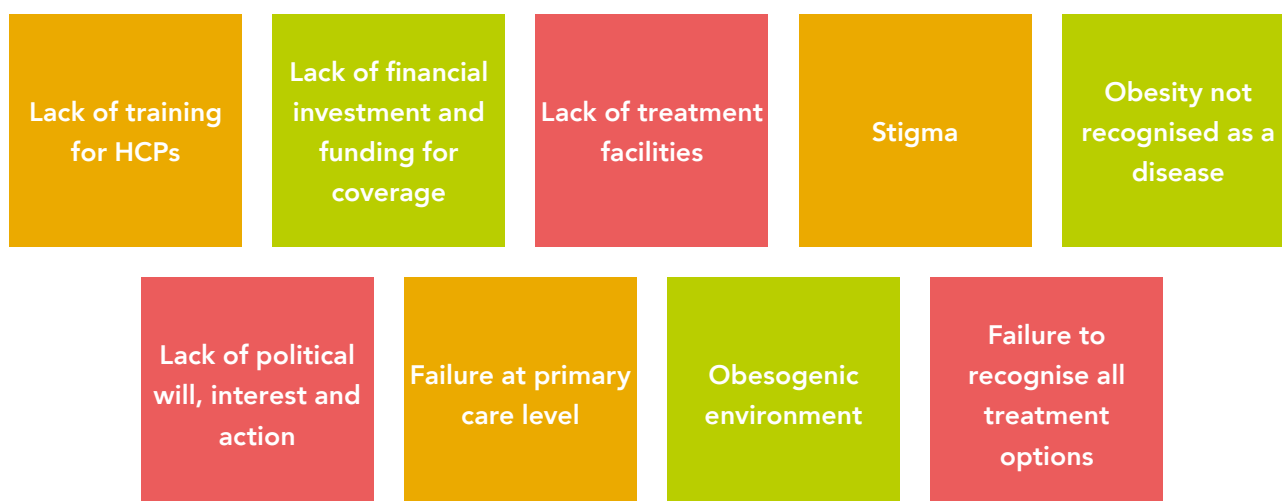 Lack of training
for HCPs
Lack of financial
investment and
funding for
coverage
Lack of treatment
facilities
Stigma
Obesity not
recognised as a
disease
Lack of political
will, interest and
action
Failure at primary
care level
Obesogenic
environment
Failure to
recognise all
treatment
options